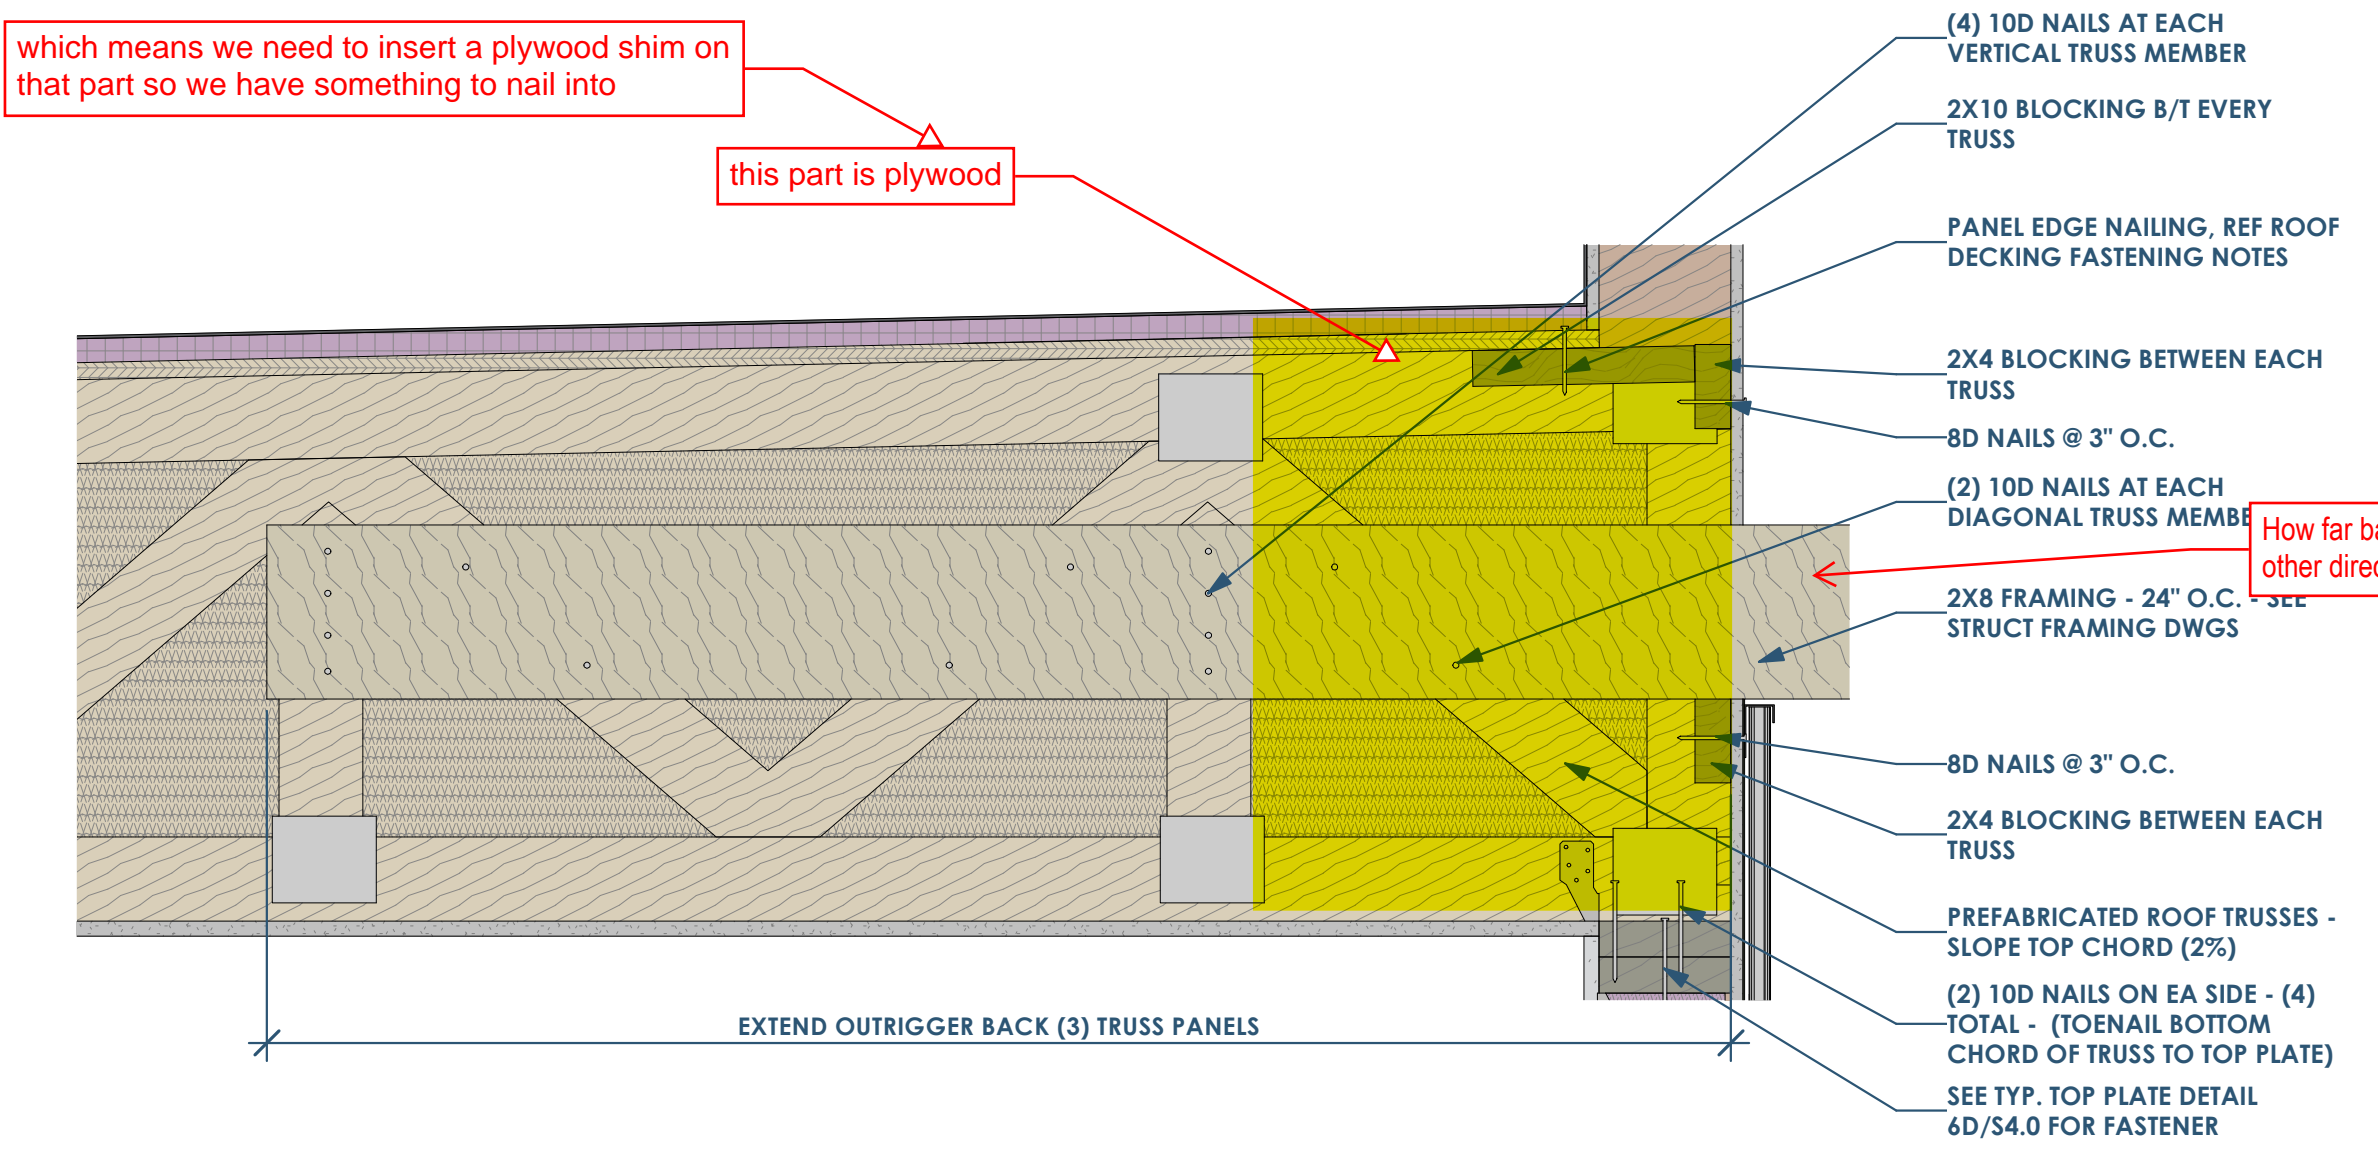 which means we need to insert a plywood shim on
that part so we have something to nail into
this part is plywood
(4) 10D NAILS AT EACH
VERTICAL TRUSS MEMBER
2X10 BLOCKING B/T EVERY
TRUSS
PANEL EDGE NAILING, REF ROOF
DECKING FASTENING NOTES
2X4 BLOCKING BETWEEN EACH
TRUSS
8D NAILS @ 3" O.C.
(2) 10D NAILS AT EACH
DIAGONAL TRUSS MEMBE
How far ba
other direc
2X8 FRAMING - 24" O.C. - SEE
STRUCT FRAMING DWGS
8D NAILS @ 3" O.C.
2X4 BLOCKING BETWEEN EACH
TRUSS
PREFABRICATED ROOF TRUSSES -
SLOPE TOP CHORD (2%)
(2) 10D NAILS ON EA SIDE - (4)
TOTAL - (TOENAIL BOTTOM
CHORD OF TRUSS TO TOP PLATE)
SEE TYP. TOP PLATE DETAIL
6D/S4.0 FOR FASTENER
EXTEND OUTRIGGER BACK (3) TRUSS PANELS